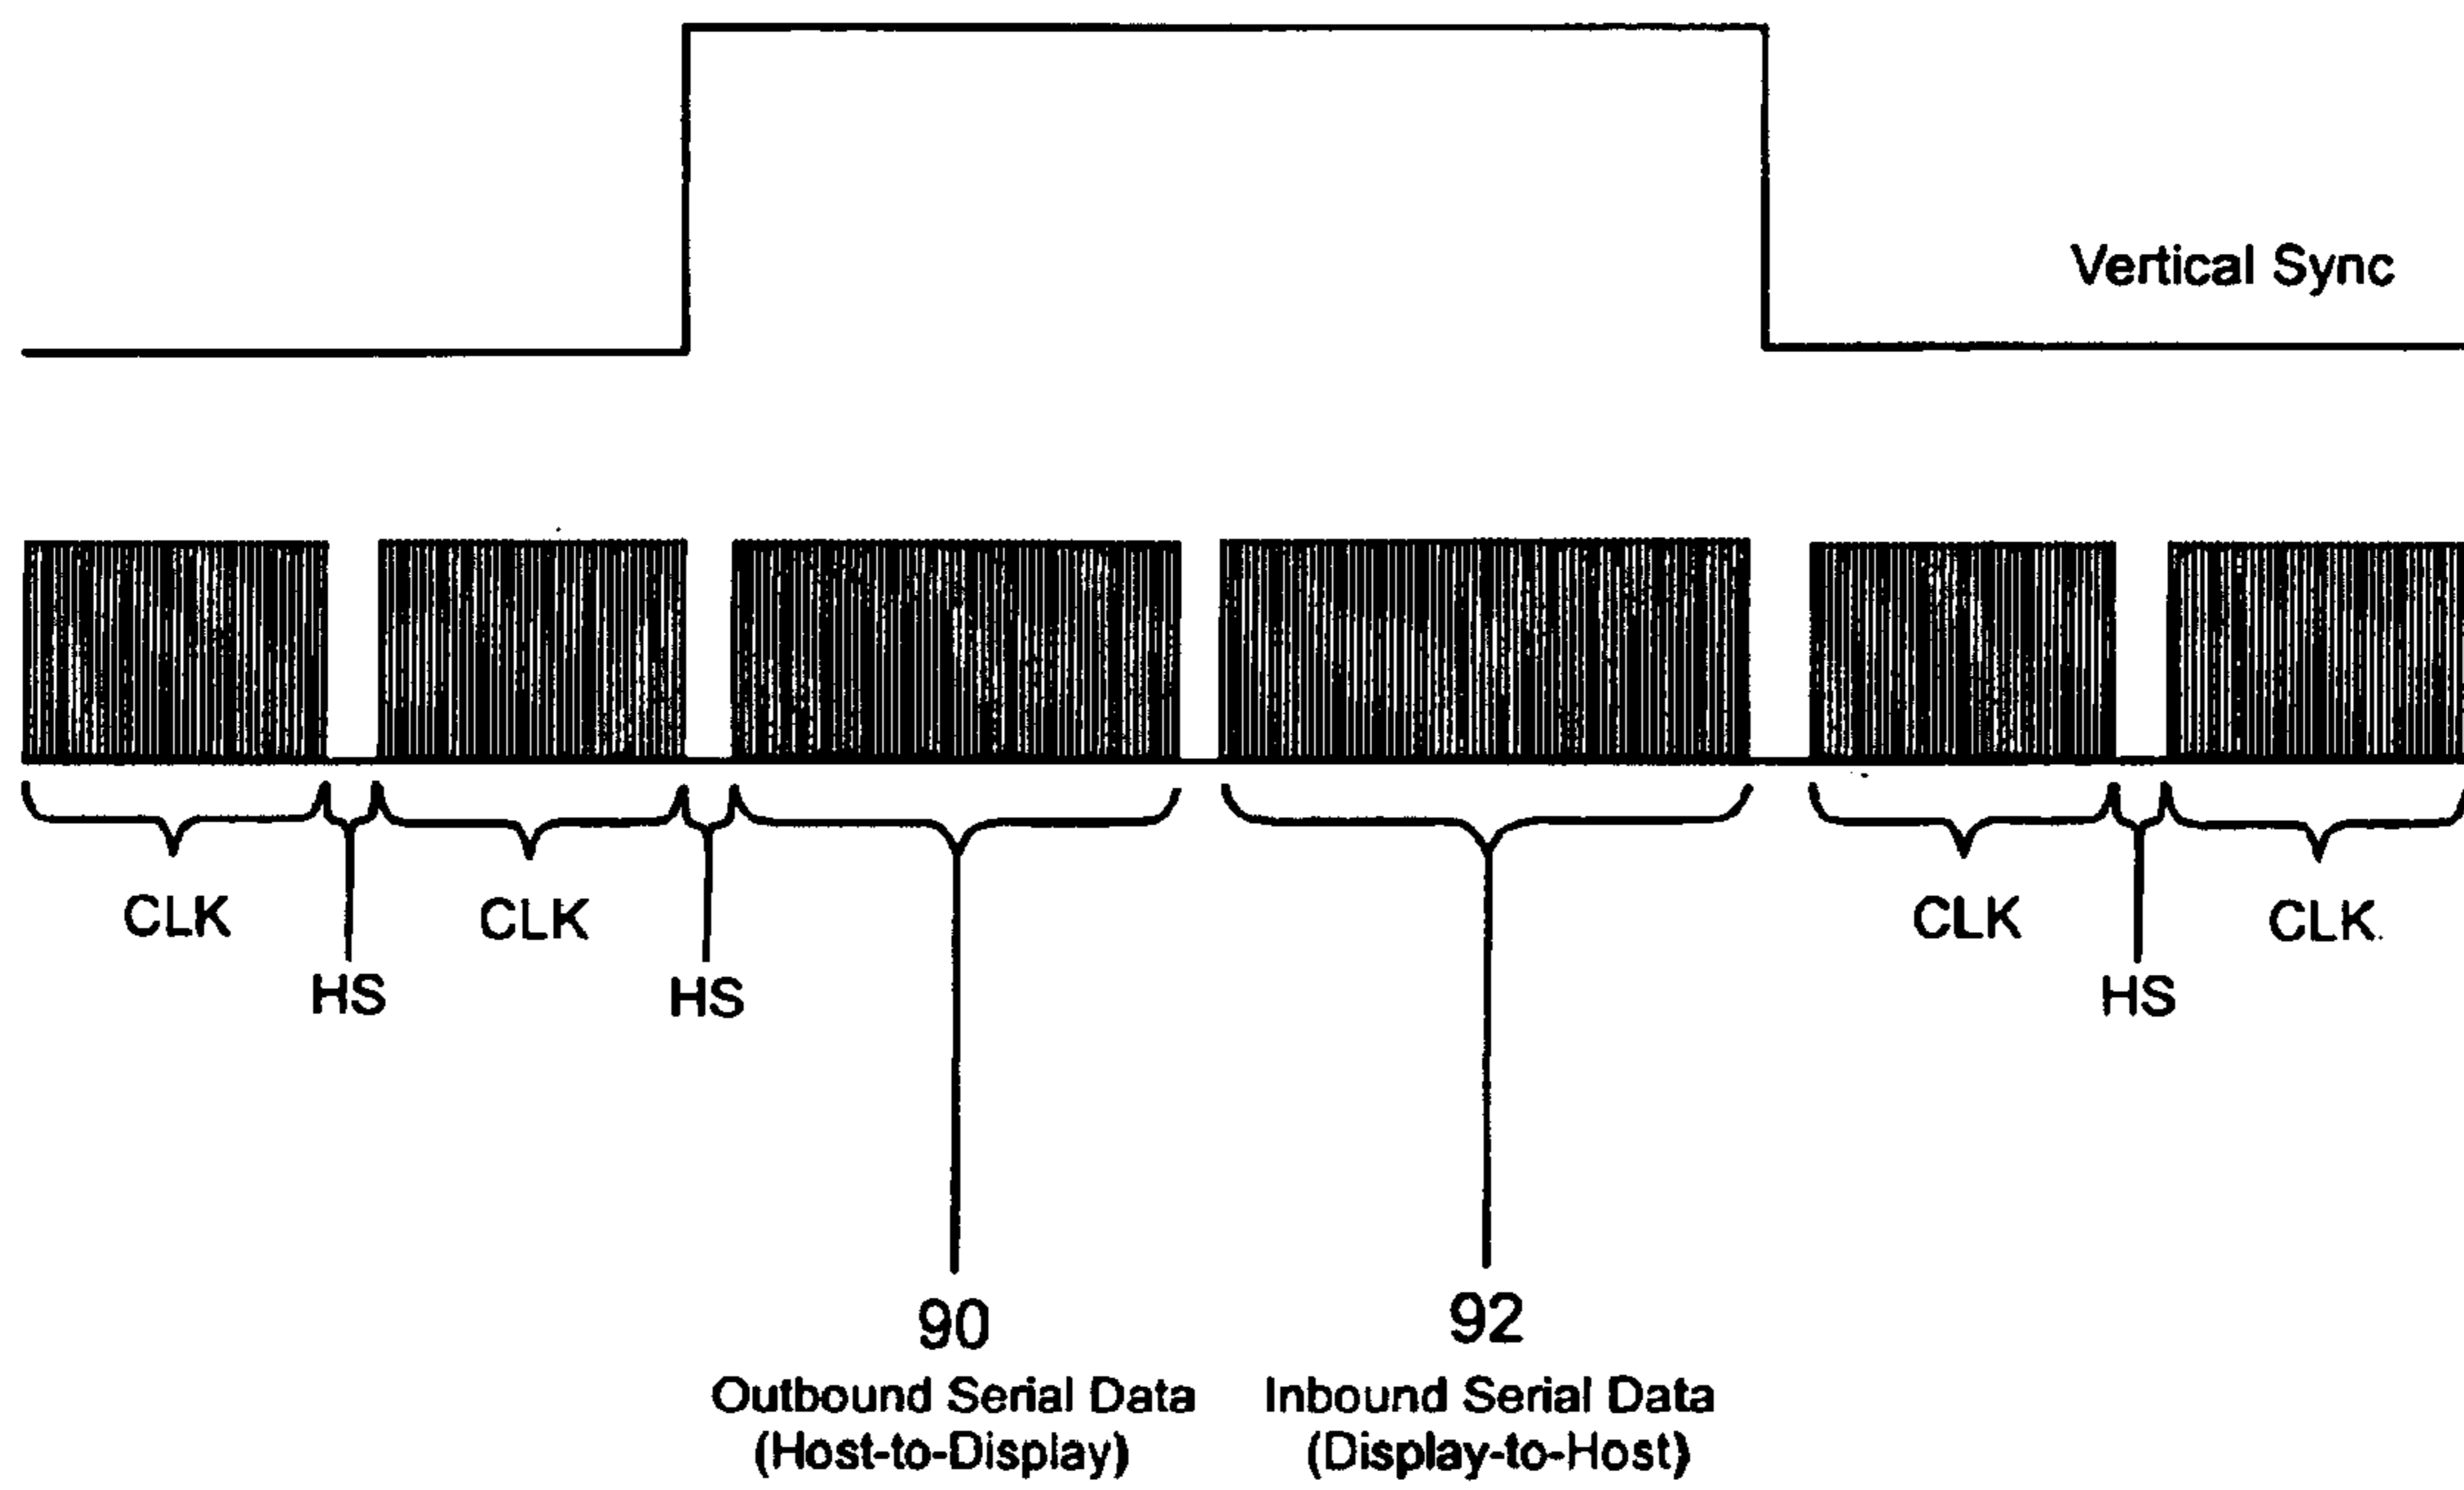 Vertical Sync
CLK
CLK
CLK
CLK
HS
HS
HS
90
92
Outbound Serial Data
(Host-to-Display)
Inbound Serial Data
(Display-to-Host)